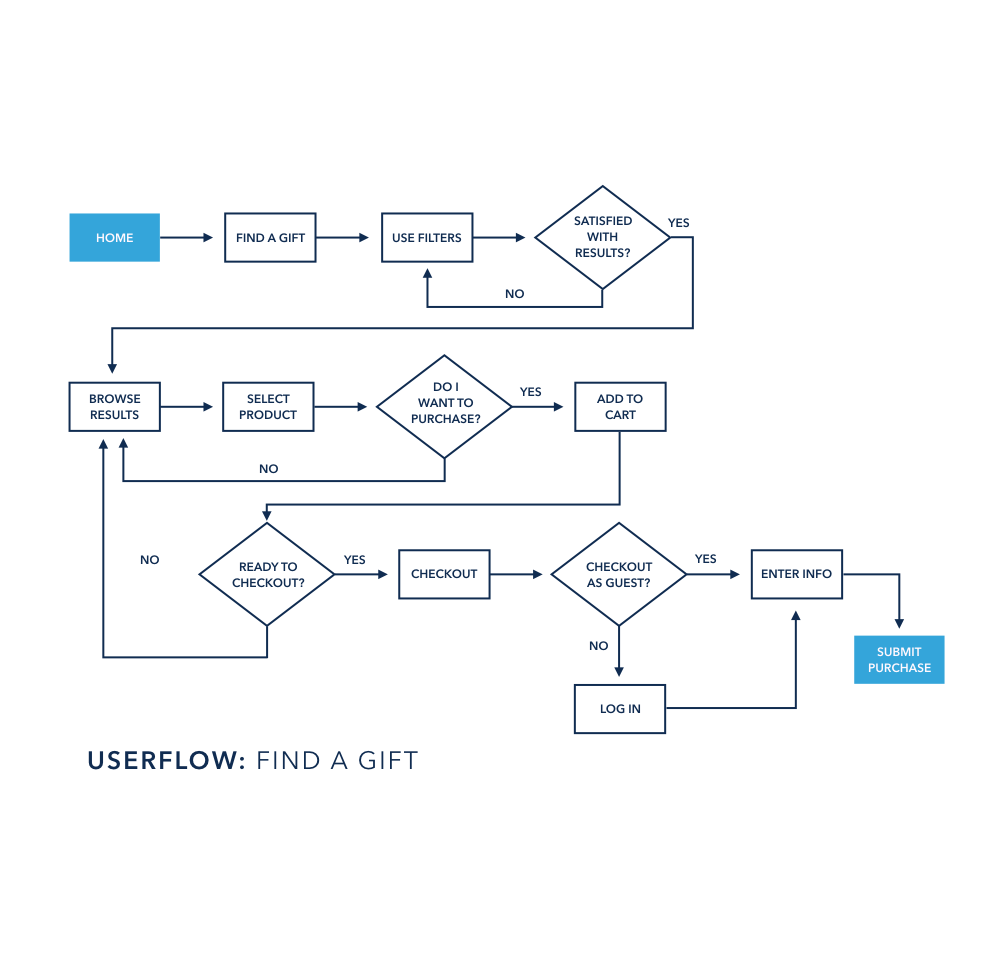 HOME
FIND A GIFT
USE FILTERS
SATISFIED
WITH
RESULTS?
YES
NO
BROWSE
RESULTS
SELECT
PRODUCT
DO I
WANT TO
PURCHASE?
YES
ADD TO
CART
NO
NO
READY TO
CHECKOUT?
YES
CHECKOUT
CHECKOUT
AS GUEST?
YES
ENTER INFO
NO
SUBMIT
PURCHASE
LOG IN
USERFLOW: FIND A GIFT